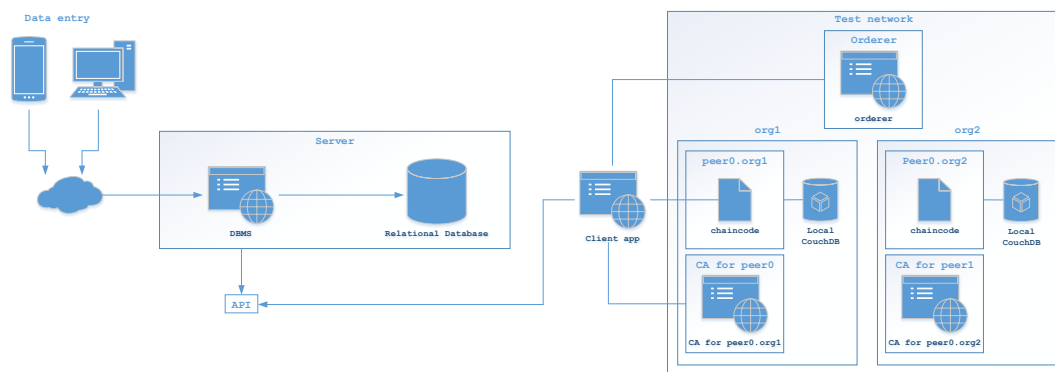 Data entry
Test network
Orderer
orderer
Server
DBMS
Relational Database
API
Client app
org1
peer0.org1
chaincode
Local
CouchDB
CA for peer0
CA for peer0.org1
org2
Peer0.org2
chaincode
Local
CouchDB
CA for peer1
CA for peer0.org2